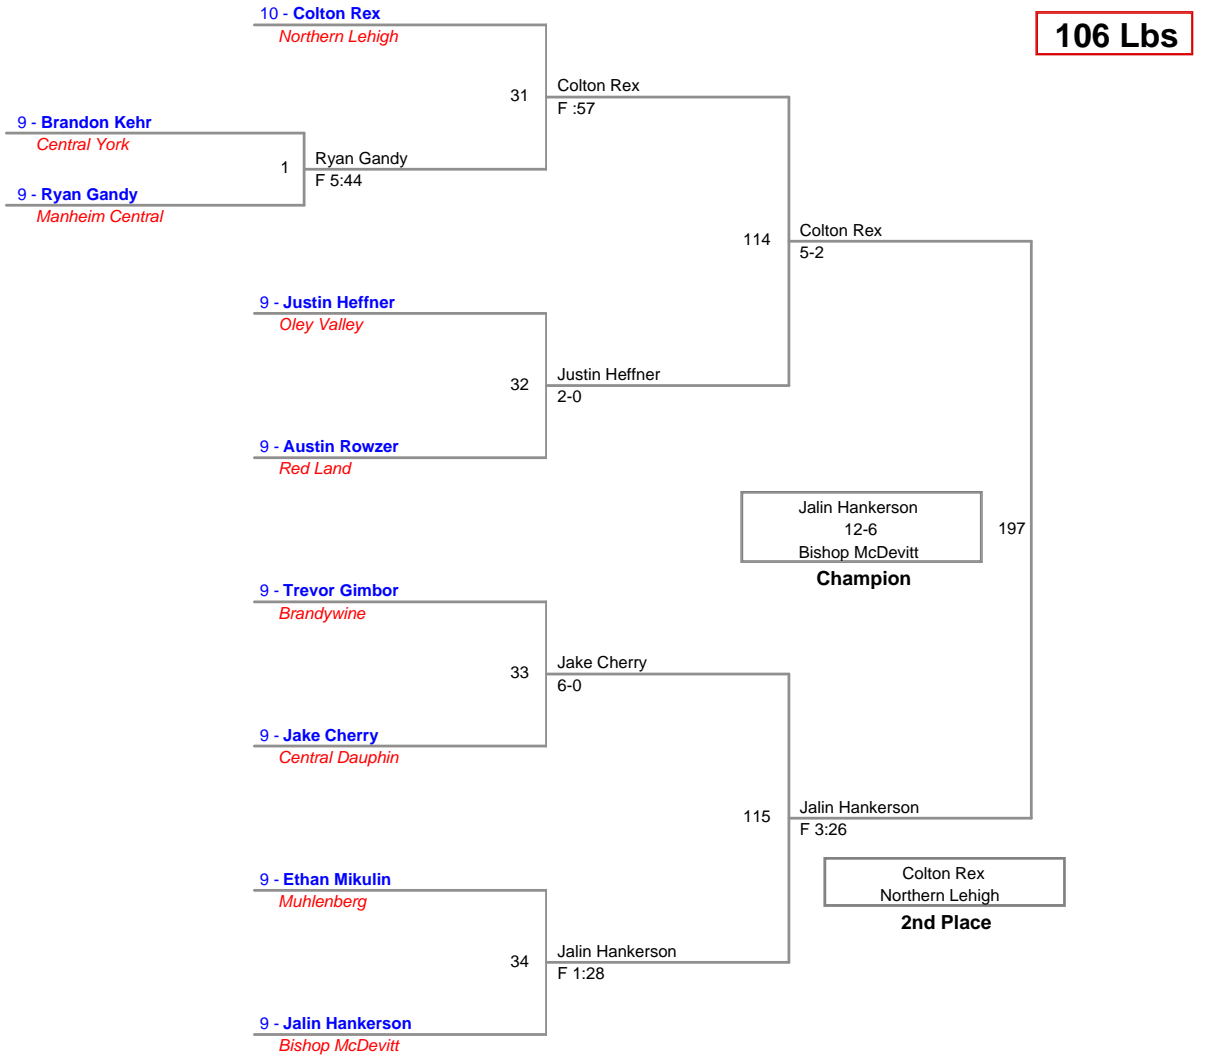 10 - Colton Rex
Northern Lehigh
106 Lbs
31
Colton Rex
F :57
9 - Brandon Kehr
Central York
1
Ryan Gandy
F 5:44
9 - Ryan Gandy
Manheim Central
114
Colton Rex
5-2
9 - Justin Heffner
Oley Valley
32
Justin Heffner
2-0
9 - Austin Rowzer
Red Land
Jalin Hankerson
12-6
Bishop McDevitt
Champion
197
9 - Trevor Gimbor
Brandywine
33
Jake Cherry
6-0
9 - Jake Cherry
Central Dauphin
115
Jalin Hankerson
F 3:26
Colton Rex
Northern Lehigh
2nd Place
9 - Ethan Mikulin
Muhlenberg
34
Jalin Hankerson
F 1:28
9 - Jalin Hankerson
Bishop McDevitt